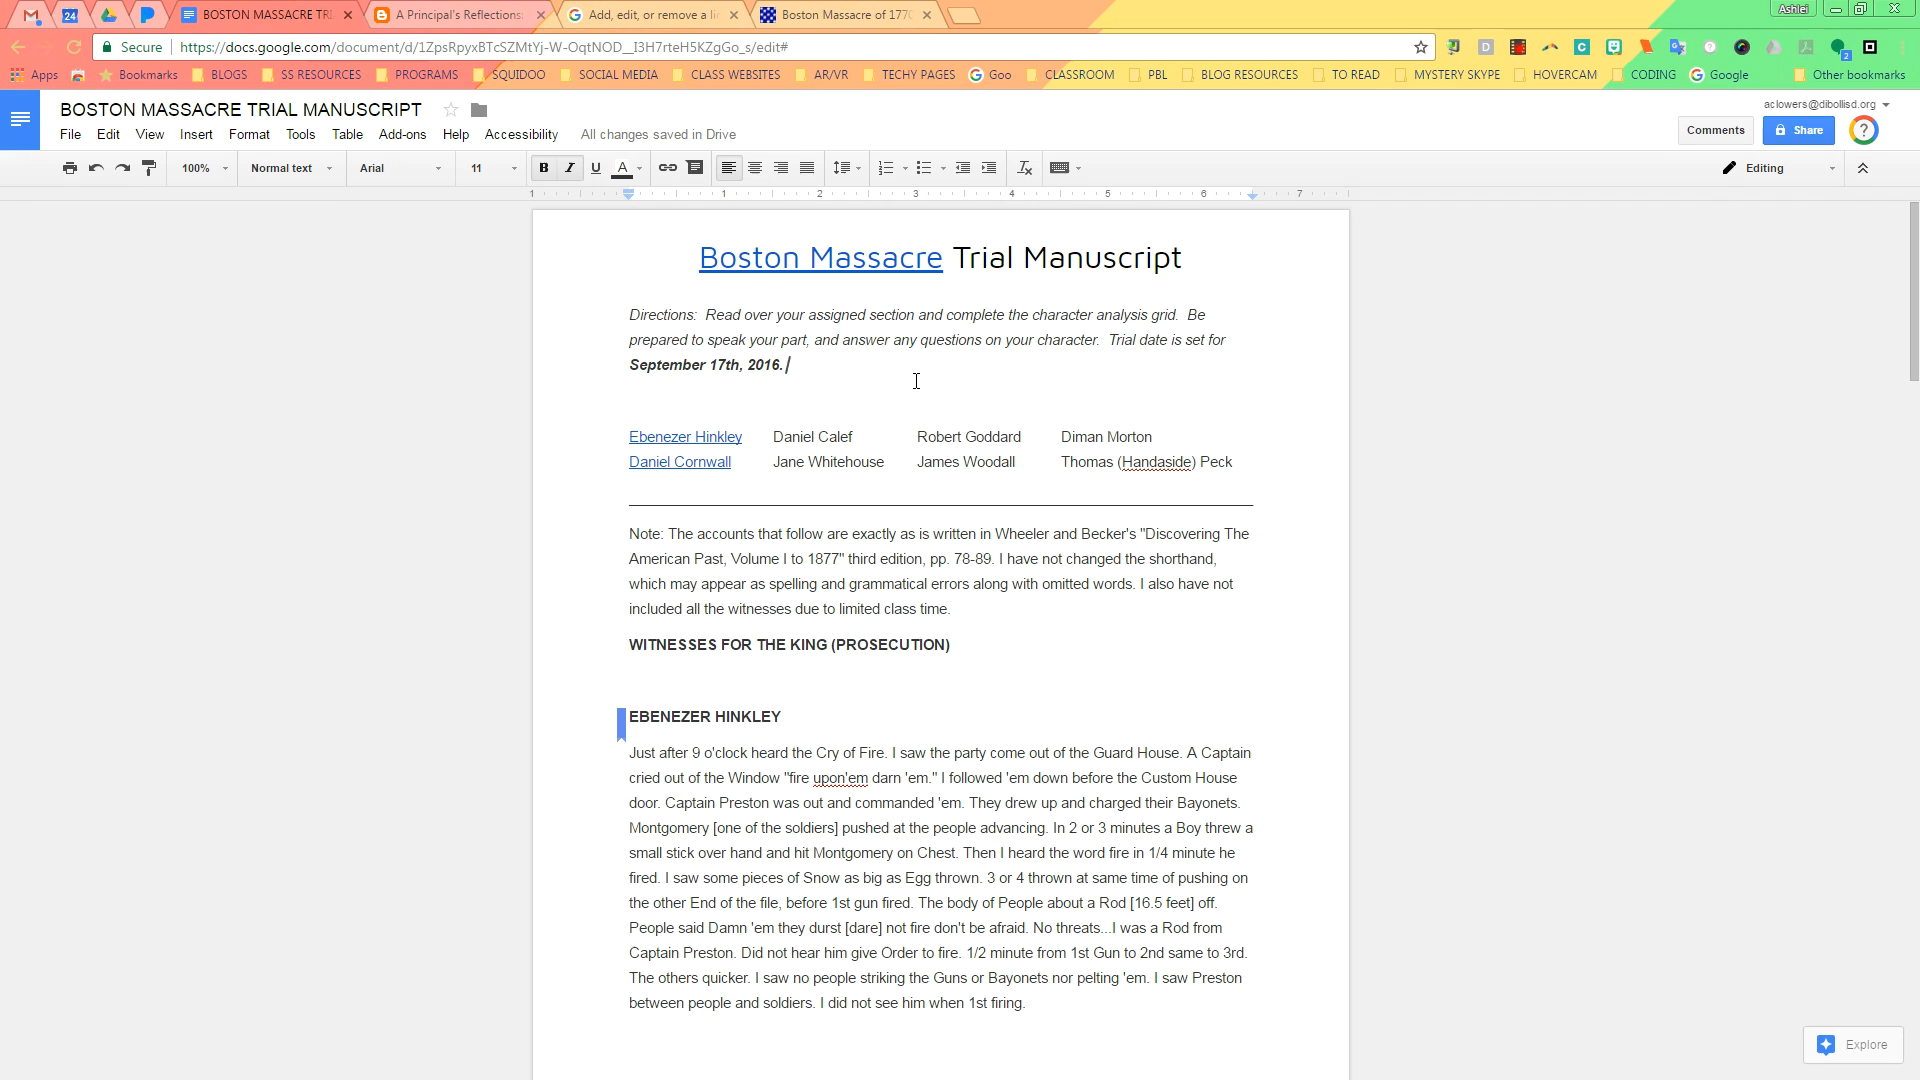 24 BOSTON MASSACRE TRI A Principal's Reflections: Add, edit, or remove a li Boston Massacre of 1770 Ashlei
Secure https://docs.google.com/document/d/1ZpsRpyxBTcSZMtYj-W-OqtNOD__I3H7rteH5KZgGo_s/edit#
Apps Bookmarks BLOGS SS RESOURCES PROGRAMS SQUIDOO SOCIAL MEDIA CLASS WEBSITES AR/VR TECHY PAGES Goo CLASSROOM PBL BLOG RESOURCES TO READ MYSTERY SKYPE HOVERCAM CODING Google Other bookmarks
BOSTON MASSACRE TRIAL MANUSCRIPT aclowers@dibollisd.org
File Edit View Insert Format Tools Table Add-ons Help Accessibility All changes saved in Drive Comments Share
100% Normal text Arial 11 B I U A Editing
1 1 2 3 4 5 6 7
Boston Massacre Trial Manuscript
Directions: Read over your assigned section and complete the character analysis grid. Be
prepared to speak your part, and answer any questions on your character. Trial date is set for
September 17th, 2016.
Ebenezer Hinkley Daniel Calef Robert Goddard Diman Morton
Daniel Cornwall Jane Whitehouse James Woodall Thomas (Handaside) Peck
Note: The accounts that follow are exactly as is written in Wheeler and Becker's "Discovering The
American Past, Volume I to 1877" third edition, pp. 78-89. I have not changed the shorthand,
which may appear as spelling and grammatical errors along with omitted words. I also have not
included all the witnesses due to limited class time.
WITNESSES FOR THE KING (PROSECUTION)
EBENEZER HINKLEY
Just after 9 o'clock heard the Cry of Fire. I saw the party come out of the Guard House. A Captain
cried out of the Window "fire upon'em darn 'em." I followed 'em down before the Custom House
door. Captain Preston was out and commanded 'em. They drew up and charged their Bayonets.
Montgomery [one of the soldiers] pushed at the people advancing. In 2 or 3 minutes a Boy threw a
small stick over hand and hit Montgomery on Chest. Then I heard the word fire in 1/4 minute he
fired. I saw some pieces of Snow as big as Egg thrown. 3 or 4 thrown at same time of pushing on
the other End of the file, before 1st gun fired. The body of People about a Rod [16.5 feet] off.
People said Damn 'em they durst [dare] not fire don't be afraid. No threats...I was a Rod from
Captain Preston. Did not hear him give Order to fire. 1/2 minute from 1st Gun to 2nd same to 3rd.
The others quicker. I saw no people striking the Guns or Bayonets nor pelting 'em. I saw Preston
between people and soldiers. I did not see him when 1st firing.
Explore